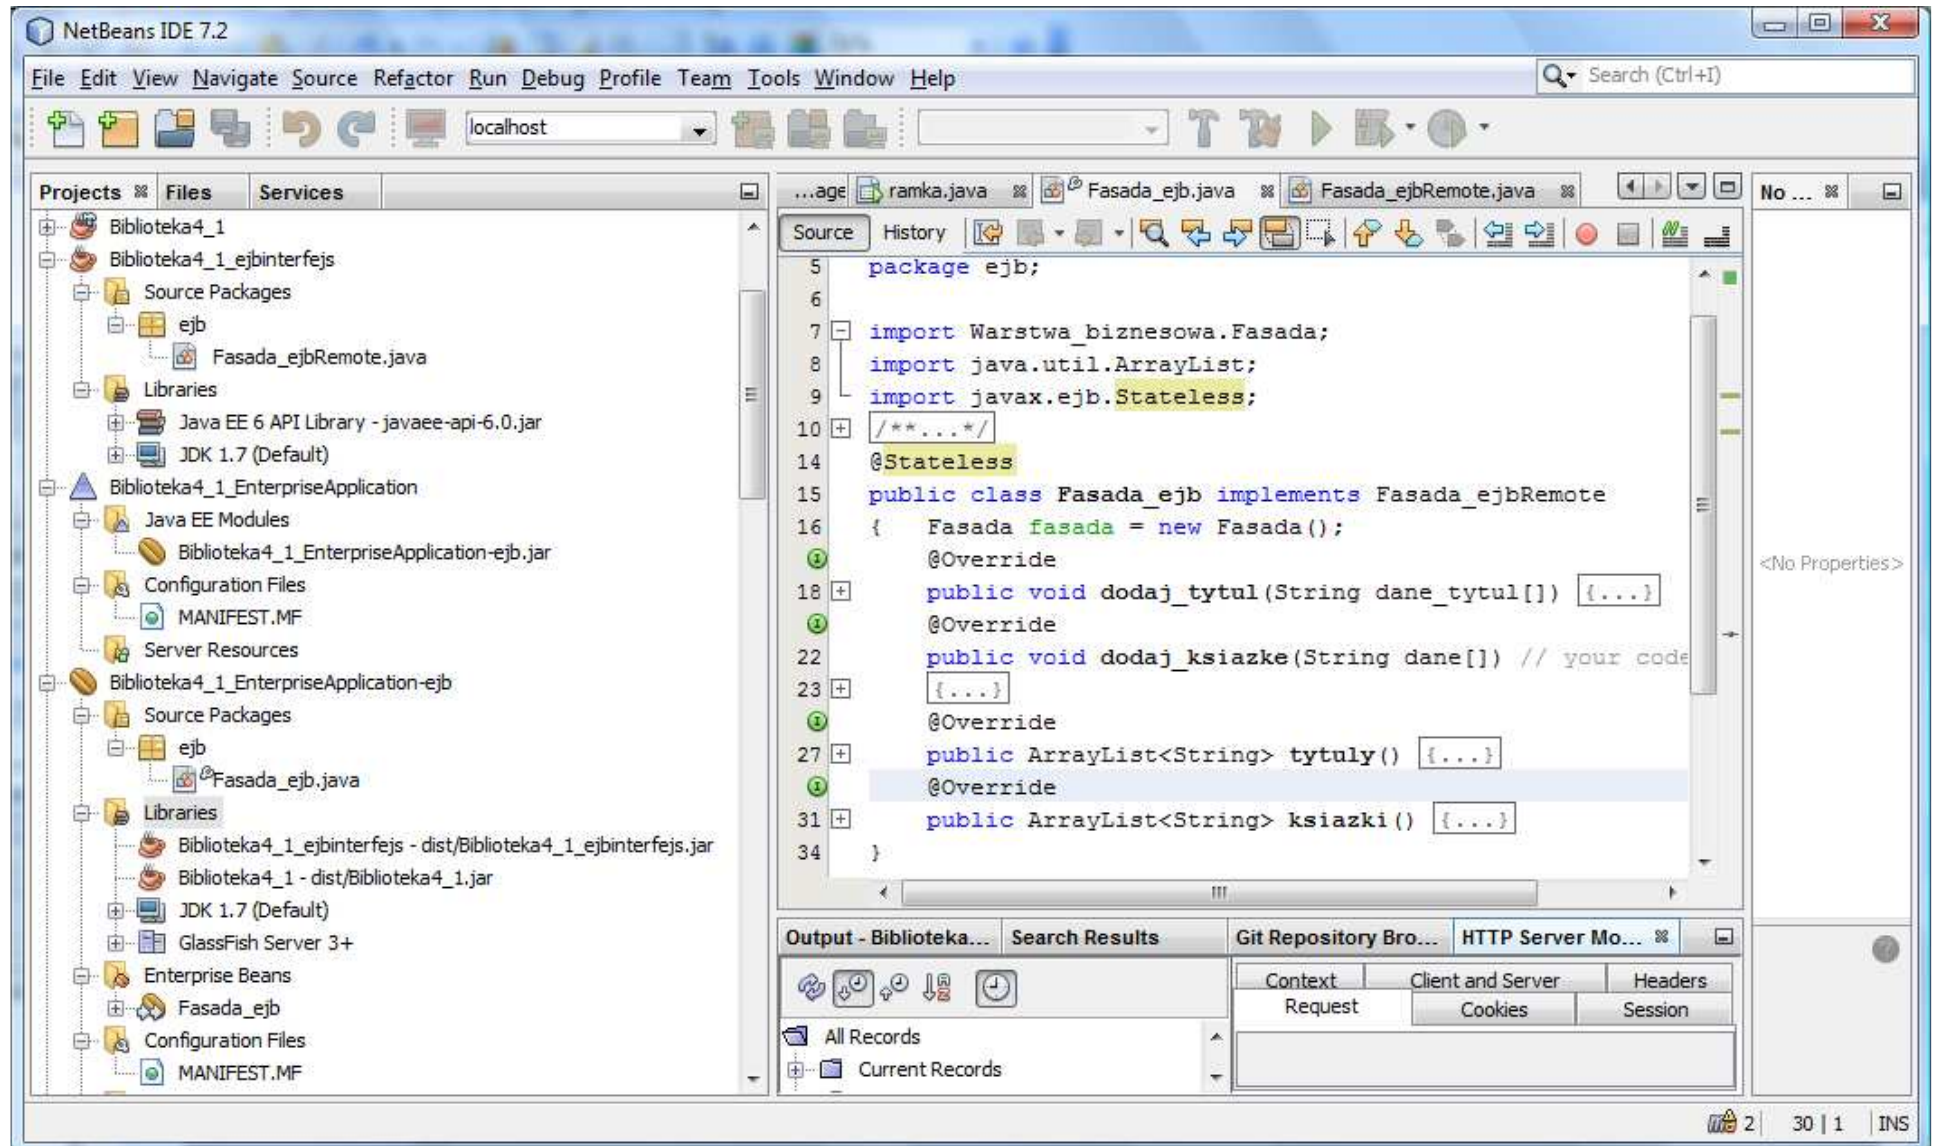 NetBeans IDE 7.2
File Edit View Navigate Source Refactor Run Debug Profile Team Tools Window Help
Search (Ctrl+I)
localhost
Projects Files Services
Biblioteka4_1
Biblioteka4_1_ejbinterfejs
Source Packages
ejb
Fasada_ejbRemote.java
Libraries
Java EE 6 API Library - javaee-api-6.0.jar
JDK 1.7 (Default)
Biblioteka4_1_EnterpriseApplication
Java EE Modules
Biblioteka4_1_EnterpriseApplication-ejb.jar
Configuration Files
MANIFEST.MF
Server Resources
Biblioteka4_1_EnterpriseApplication-ejb
Source Packages
ejb
Fasada_ejb.java
Libraries
Biblioteka4_1_ejbinterfejs - dist/Biblioteka4_1_ejbinterfejs.jar
Biblioteka4_1 - dist/Biblioteka4_1.jar
JDK 1.7 (Default)
GlassFish Server 3+
Enterprise Beans
Fasada_ejb
Configuration Files
MANIFEST.MF
...age ramka.java Fasada_ejb.java Fasada_ejbRemote.java
Source History
5 package ejb;
6
7 import Warstwa_biznesowa.Fasada;
8 import java.util.ArrayList;
9 import javax.ejb.Stateless;
10 /**...*/
14 @Stateless
15 public class Fasada_ejb implements Fasada_ejbRemote
16 { Fasada fasada = new Fasada();
@Override
18 public void dodaj_tytul(String dane_tytul[]) {...}
@Override
22 public void dodaj_ksiazke(String dane[]) // your code
23 {...}
@Override
27 public ArrayList<String> tytuly() {...}
@Override
31 public ArrayList<String> ksiazki() {...}
34 }
Output - Biblioteka... Search Results
All Records
Current Records
Git Repository Bro... HTTP Server Mo...
Context Client and Server Headers
Request Cookies Session
No ...
<No Properties>
2 30 | 1 INS